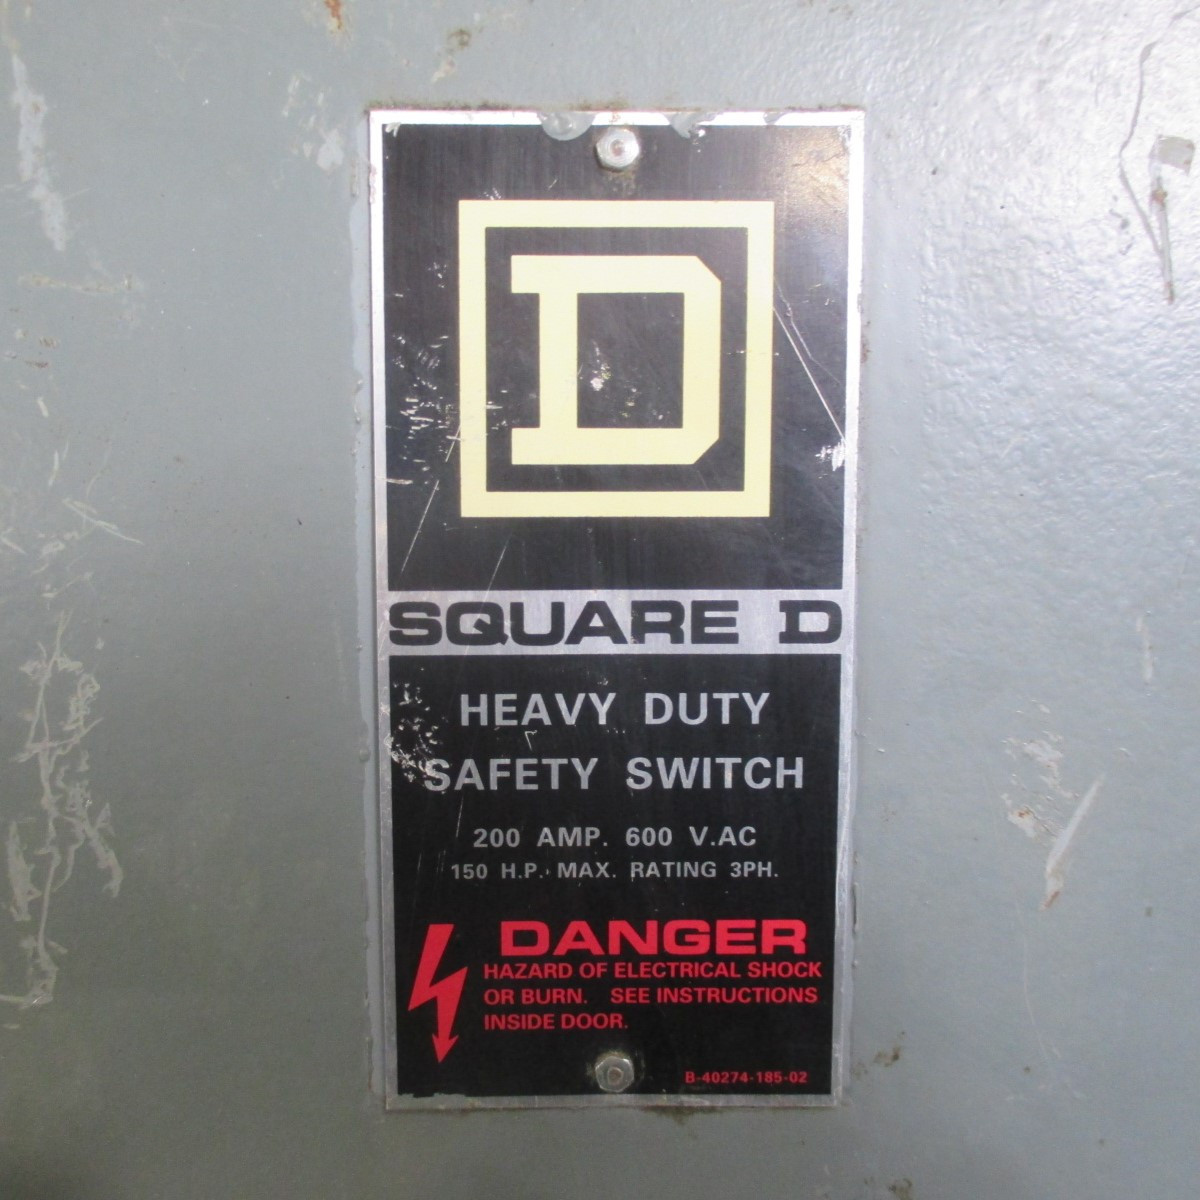 D
SQUARE D
HEAVY DUTY
SAFETY SWITCH
200 AMP. 600 V.AC
150 H.P. MAX. RATING 3PH.
DANGER
HAZARD OF ELECTRICAL SHOCK
OR BURN. SEE INSTRUCTIONS
INSIDE DOOR.
B-40274-185-02